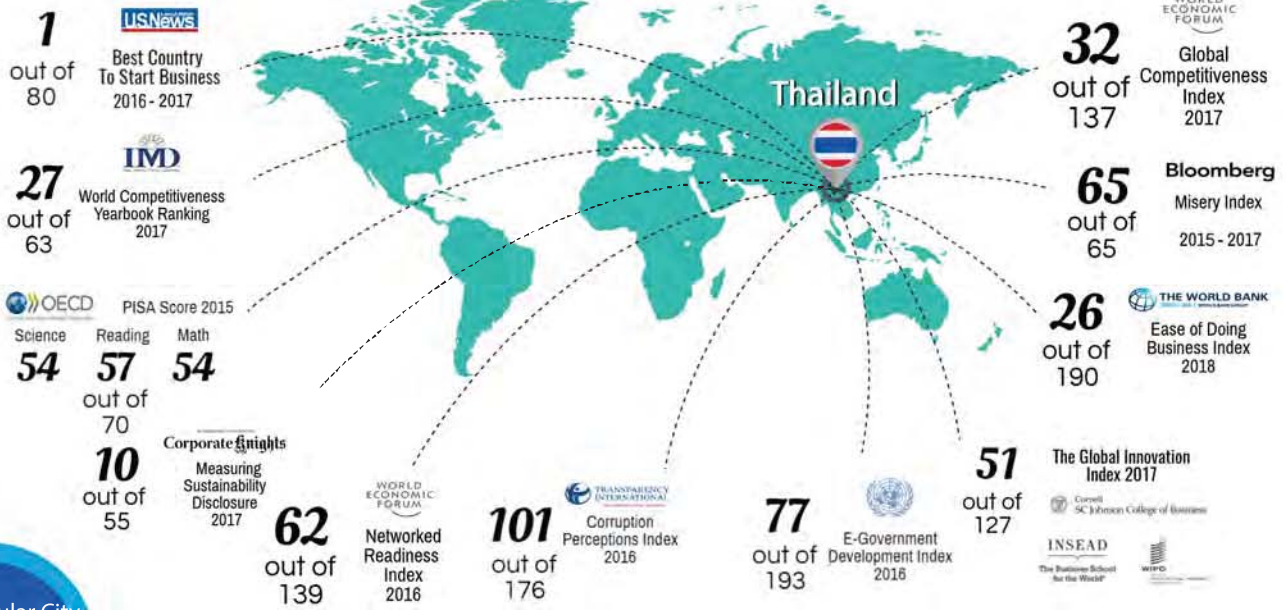 1
out of
80
U.S.News
Best Country
To Start Business
2016 - 2017
27
out of
63
IMD
World Competitiveness
Yearbook Ranking
2017
OECD
PISA Score 2015
Science Reading Math
54 57 54
out of
70
10
out of
55
Corporate Knights
Measuring
Sustainability
Disclosure
2017
62
out of
139
WORLD
ECONOMIC
FORUM
Networked
Readiness
Index
2016
101
out of
176
TRANSPARENCY
INTERNATIONAL
Corruption
Perceptions Index
2016
77
out of
193
E-Government
Development Index
2016
51
out of
127
The Global Innovation
Index 2017
Cornell
SC Johnson College of Business
INSEAD
The Business School
for the World®
WIPO
Thailand
32
out of
137
WORLD
ECONOMIC
FORUM
Global
Competitiveness
Index
2017
65
out of
65
Bloomberg
Misery Index
2015 - 2017
26
out of
190
THE WORLD BANK
Ease of Doing
Business Index
2018
City